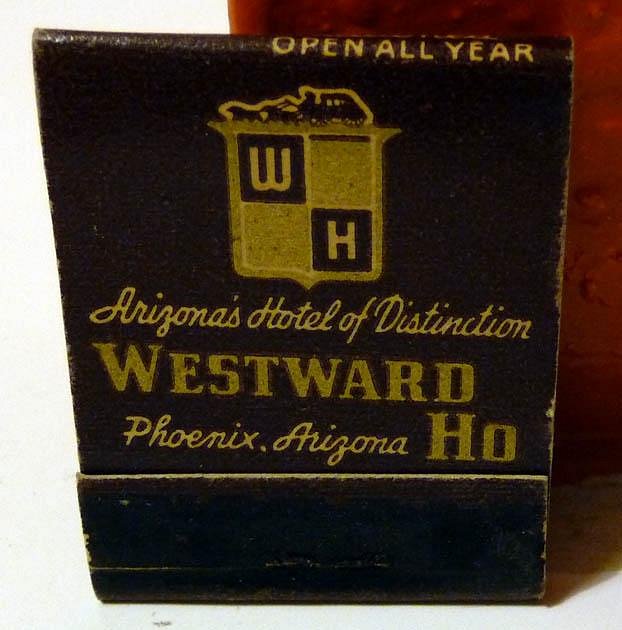 OPEN ALL YEAR
W
H
Arizona's Hotel of Distinction
WESTWARD
Phoenix, Arizona HO